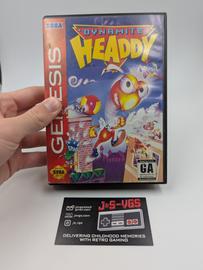 SEGA
DYNAMITE
HEADDY
GENESIS
GA
SEGA
J&S-VGS
DELIVERING CHILDHOOD MEMORIES
WITH RETRO GAMING